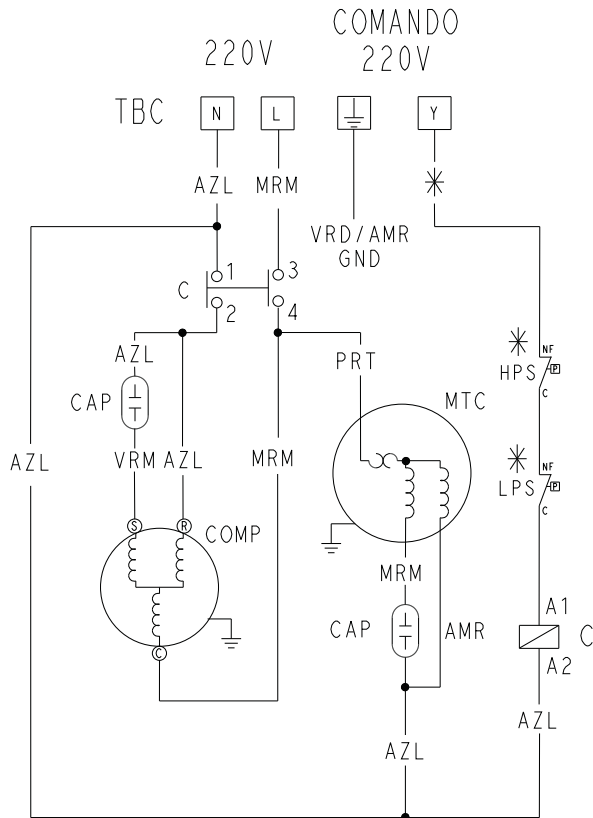 COMANDO
220V 220V
TBC N L Y
AZL MRM
VRD/AMR
GND
1 3
C
2 4
AZL PRT
NF
HPS P
C
CAP MTC
AZL VRM AZL MRM
NF
LPS P
C
S R COMP
MRM
A1
CAP AMR C
A2
C
AZL
AZL